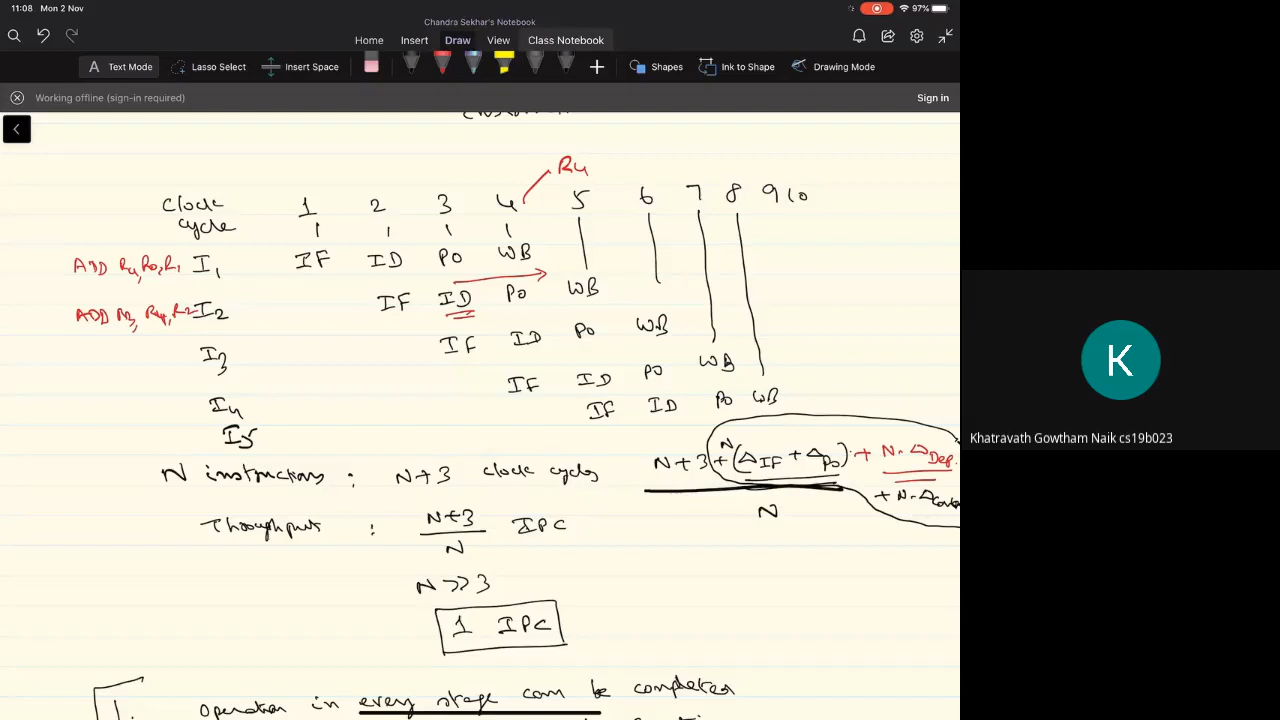 11:08 Mon 2 Nov
97%
Chandra Sekhar's Notebook
Home Insert Draw View Class Notebook
A Text Mode Lasso Select Insert Space Shapes Ink to Shape Drawing Mode
Working offline (sign-in required) Sign in
R4
Clock cycle 1 2 3 4 5 6 7 8 9 10
ADD R4,R0,R1 I1 IF ID PO WB
ADD R3, R4, R2 I2 IF ID PO WB
I3 IF ID PO WB
I4 IF ID PO WB
I5 IF ID PO WB
N instructions : N+3 clock cycles
N+3 + N(ΔIF + ΔPO) + N.ΔDep.
+ N.Δ
N
Throughput : N+3 IPC
N
N >> 3
1 IPC
1. Operation in every stage can be completed
K
Khatravath Gowtham Naik cs19b023